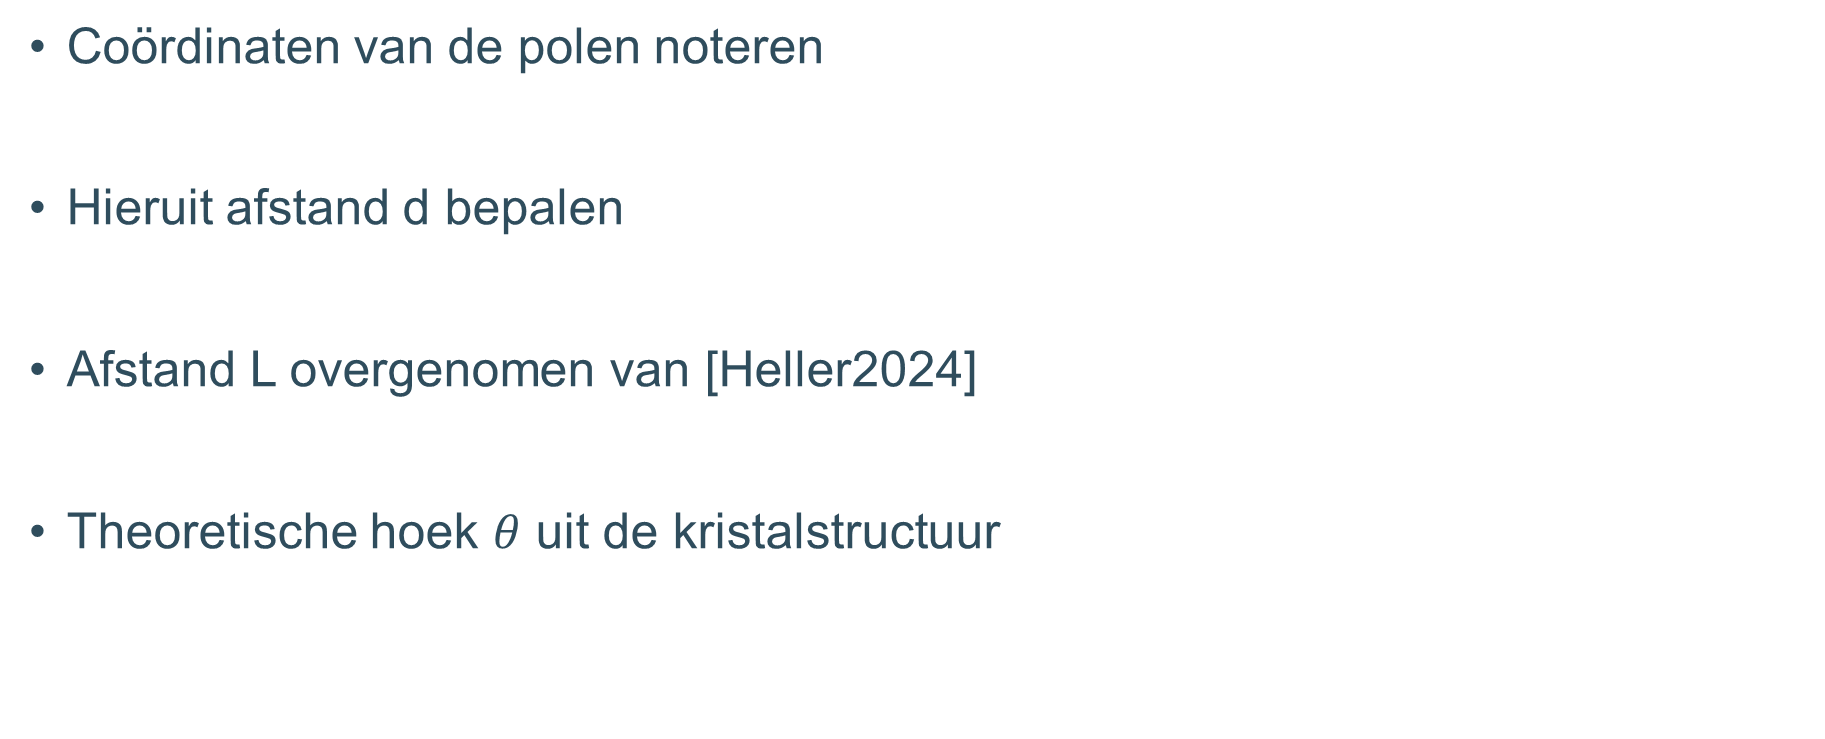 • Coördinaten van de polen noteren
• Hieruit afstand d bepalen
• Afstand L overgenomen van [Heller2024]
• Theoretische hoek θ uit de kristalstructuur